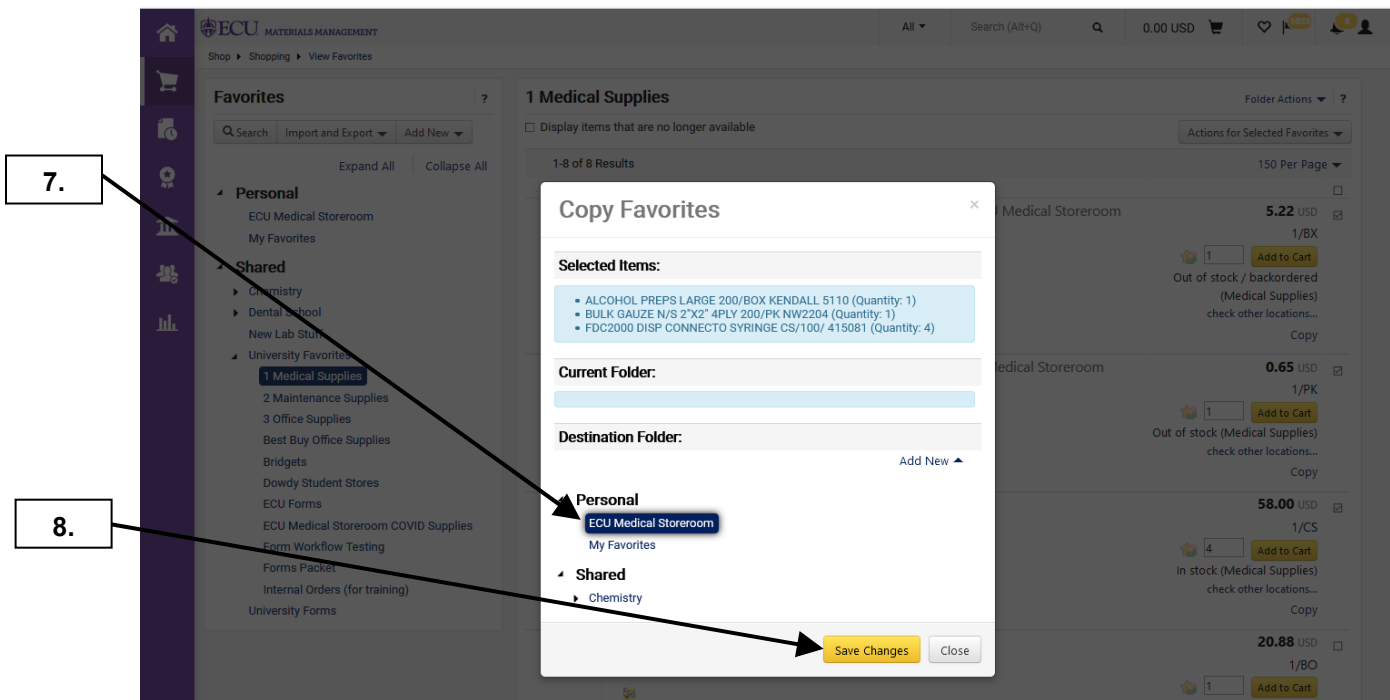 ECU MATERIALS MANAGEMENT
All
Search (Alt+Q)
0.00 USD
Shop Shopping View Favorites
Favorites ?
Search Import and Export Add New
Expand All Collapse All
Personal
ECU Medical Storeroom
My Favorites
Shared
Chemistry
Dental School
New Lab Stuff
University Favorites
1 Medical Supplies
2 Maintenance Supplies
3 Office Supplies
Best Buy Office Supplies
Bridgets
Dowdy Student Stores
ECU Forms
ECU Medical Storeroom COVID Supplies
Form Workflow Testing
Forms Packet
Internal Orders (for training)
University Forms
7.
8.
1 Medical Supplies
Folder Actions ?
Display items that are no longer available
Actions for Selected Favorites
1-8 of 8 Results
150 Per Page
Medical Storeroom
5.22 USD
1/BX
1 Add to Cart
Out of stock / backordered
(Medical Supplies)
check other locations...
Copy
Medical Storeroom
0.65 USD
1/PK
1 Add to Cart
Out of stock (Medical Supplies)
check other locations...
Copy
58.00 USD
1/CS
4 Add to Cart
In stock (Medical Supplies)
check other locations...
Copy
20.88 USD
1/BO
1 Add to Cart
Copy Favorites ×
Selected Items:
• ALCOHOL PREPS LARGE 200/BOX KENDALL 5110 (Quantity: 1)
• BULK GAUZE N/S 2"X2" 4PLY 200/PK NW2204 (Quantity: 1)
• FDC2000 DISP CONNECTO SYRINGE CS/100/ 415081 (Quantity: 4)
Current Folder:
Destination Folder:
Add New
Personal
ECU Medical Storeroom
My Favorites
Shared
Chemistry
Save Changes Close